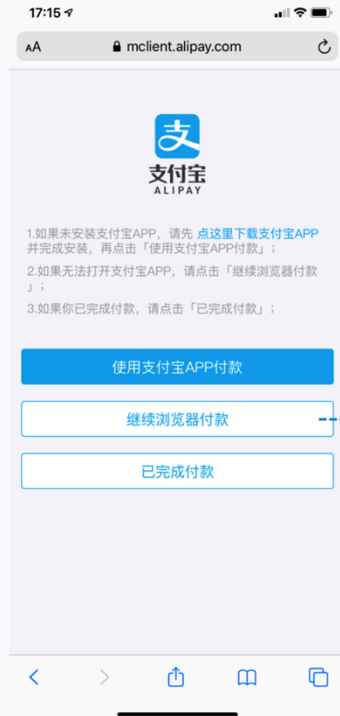 17:15
AA mclient.alipay.com
支
支付宝
ALIPAY
1.如果未安装支付宝APP，请先 点这里下载支付宝APP
并完成安装，再点击「使用支付宝APP付款」；
2.如果无法打开支付宝APP，请点击「继续浏览器付款
」；
3.如果你已完成付款，请点击「已完成付款」；
使用支付宝APP付款
继续浏览器付款
已完成付款